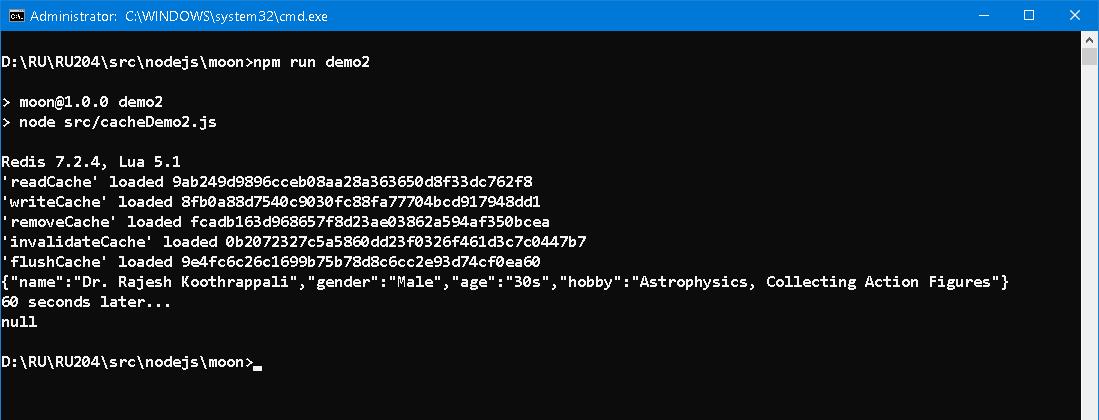 Administrator: C:\WINDOWS\system32\cmd.exe
D:\RU\RU204\src\nodejs\moon>npm run demo2
> moon@1.0.0 demo2
> node src/cacheDemo2.js
Redis 7.2.4, Lua 5.1
'readCache' loaded 9ab249d9896cceb08aa28a363650d8f33dc762f8
'writeCache' loaded 8fb0a88d7540c9030fc88fa77704bcd917948dd1
'removeCache' loaded fcadb163d968657f8d23ae03862a594af350bcea
'invalidateCache' loaded 0b2072327c5a5860dd23f0326f461d3c7c0447b7
'flushCache' loaded 9e4fc6c26c1699b75b78d8c6cc2e93d74cf0ea60
{"name":"Dr. Rajesh Koothrappali","gender":"Male","age":"30s","hobby":"Astrophysics, Collecting Action Figures"}
60 seconds later...
null
D:\RU\RU204\src\nodejs\moon>